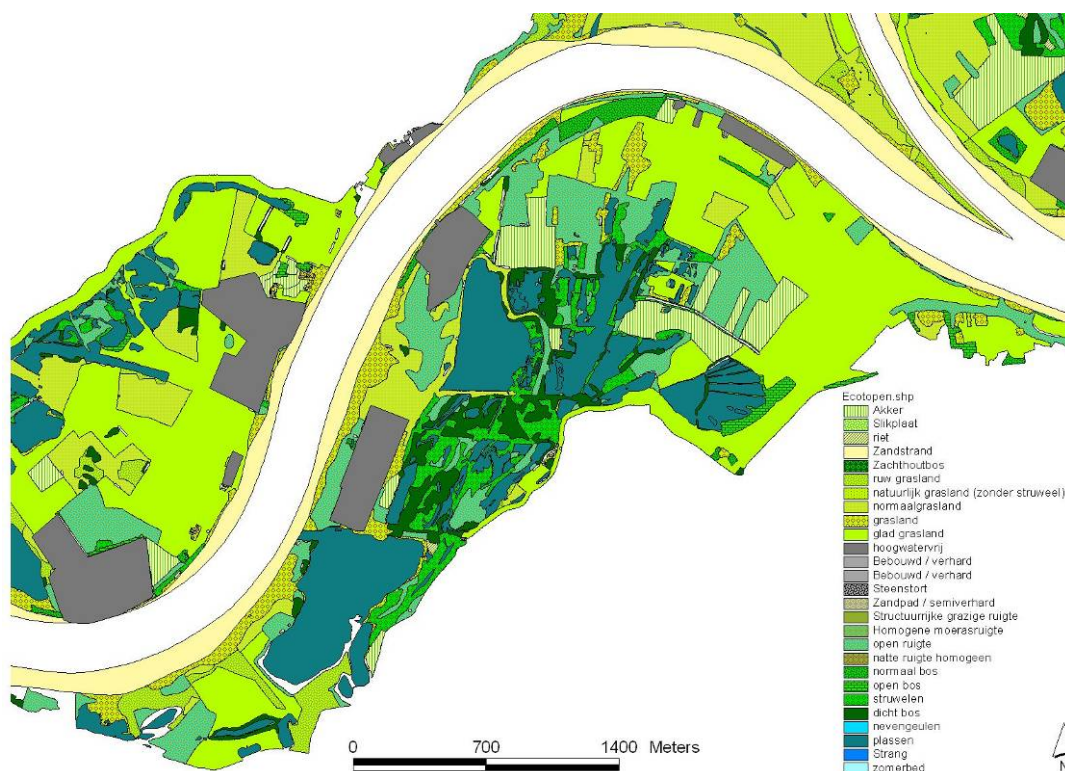 Ecotopen.shp
Akker
Slikplaat
riet
Zandstrand
Zachthoutbos
ruw grasland
natuurlijk grasland (zonder struweel)
normaalgrasland
grasland
glad grasland
hoogwatervrij
Bebouwd / verhard
Bebouwd / verhard
Steenstort
Zandpad / semiverhard
Structuurrijke grazige ruigte
Homogene moerasruigte
open ruigte
natte ruigte homogeen
normaal bos
open bos
struwelen
dicht bos
nevengeulen
plassen
Strang
zomerbed
0 700 1400 Meters
N